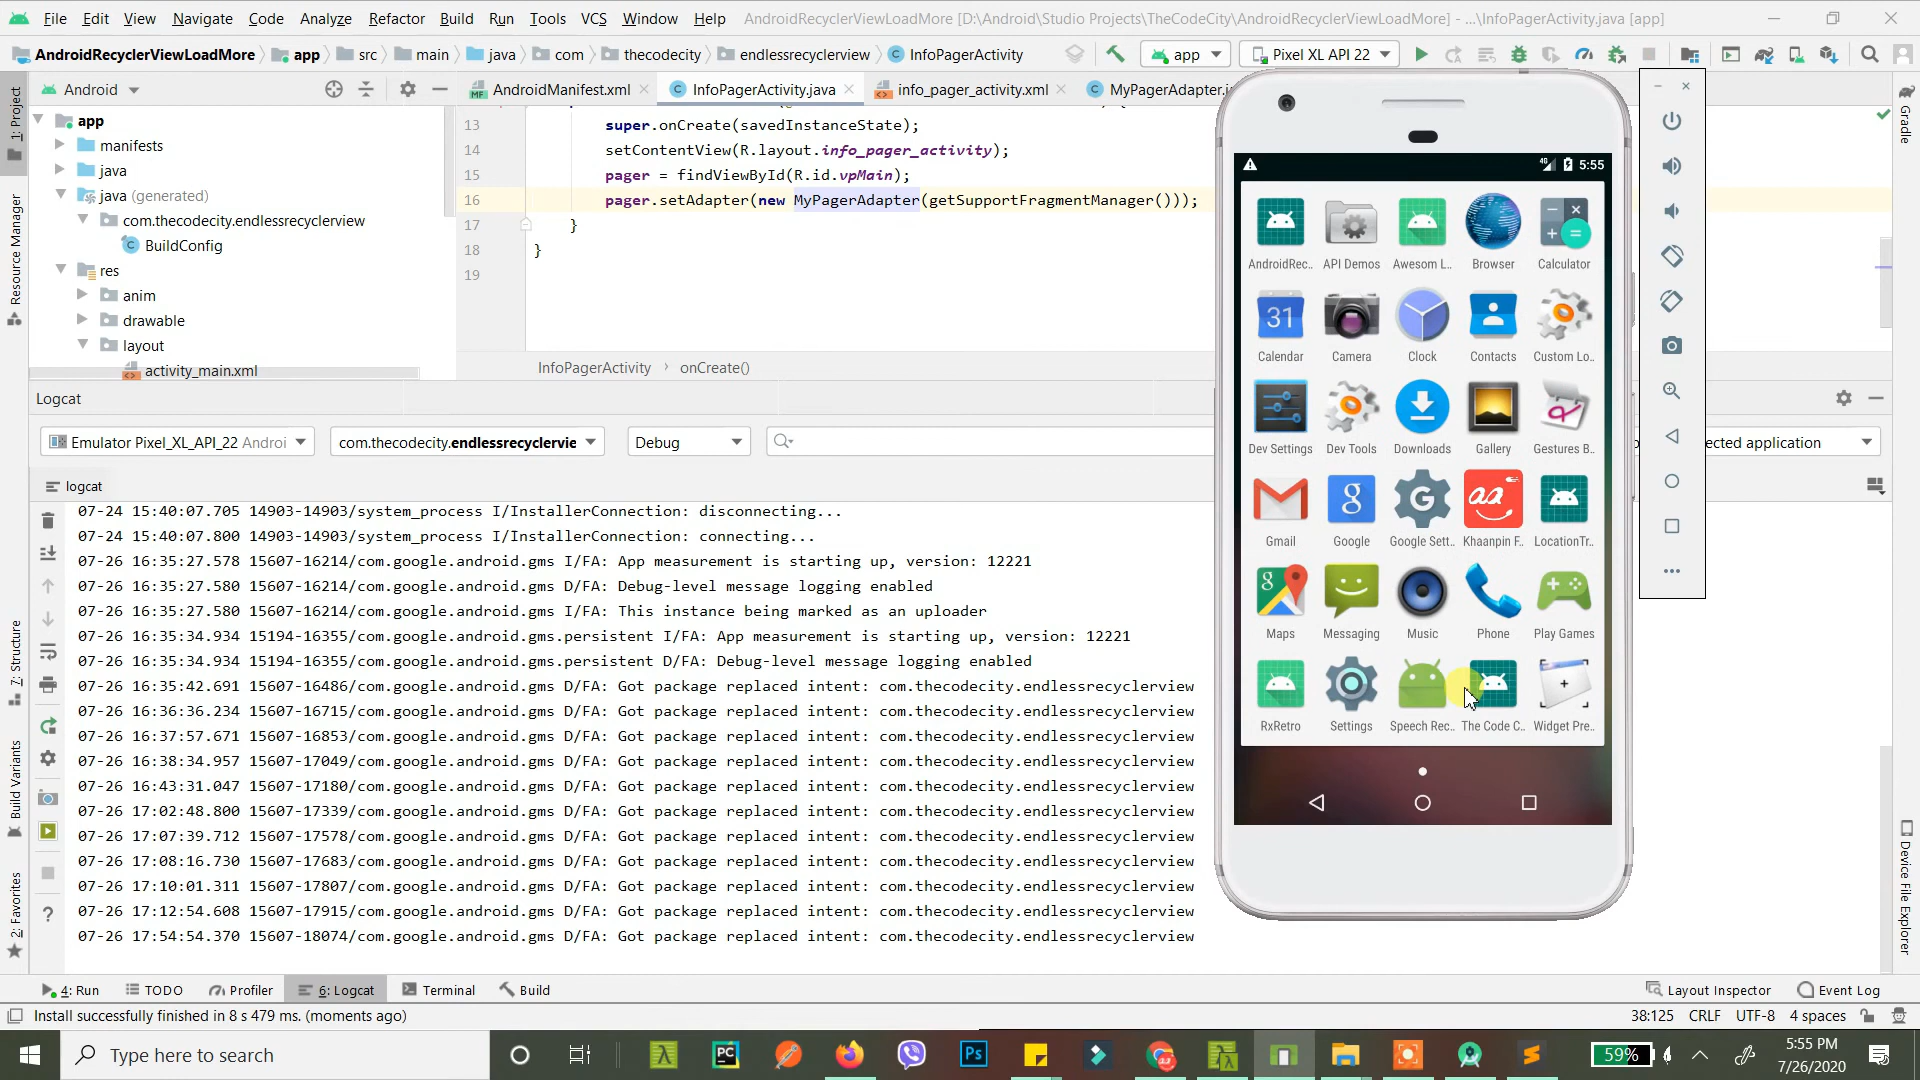 File Edit View Navigate Code Analyze Refactor Build Run Tools VCS Window Help AndroidRecyclerViewLoadMore [D:\Android\Studio Projects\TheCodeCity\AndroidRecyclerViewLoadMore] - ...\InfoPagerActivity.java [app]
AndroidRecyclerViewLoadMore app src main java com thecodecity endlessrecyclerview InfoPagerActivity app Pixel XL API 22
Android AndroidManifest.xml InfoPagerActivity.java info_pager_activity.xml MyPagerAdapter.j
app
manifests
java
java (generated)
com.thecodecity.endlessrecyclerview
BuildConfig
res
anim
drawable
layout
activity_main.xml
13 super.onCreate(savedInstanceState);
14 setContentView(R.layout.info_pager_activity);
15 pager = findViewById(R.id.vpMain);
16 pager.setAdapter(new MyPagerAdapter(getSupportFragmentManager()));
17 }
18 }
19
InfoPagerActivity onCreate()
Logcat
Emulator Pixel_XL_API_22 Androi com.thecodecity.endlessrecyclervie Debug ected application
logcat
07-24 15:40:07.705 14903-14903/system_process I/InstallerConnection: disconnecting...
07-24 15:40:07.800 14903-14903/system_process I/InstallerConnection: connecting...
07-26 16:35:27.578 15607-16214/com.google.android.gms I/FA: App measurement is starting up, version: 12221
07-26 16:35:27.580 15607-16214/com.google.android.gms D/FA: Debug-level message logging enabled
07-26 16:35:27.580 15607-16214/com.google.android.gms I/FA: This instance being marked as an uploader
07-26 16:35:34.934 15194-16355/com.google.android.gms.persistent I/FA: App measurement is starting up, version: 12221
07-26 16:35:34.934 15194-16355/com.google.android.gms.persistent D/FA: Debug-level message logging enabled
07-26 16:35:42.691 15607-16486/com.google.android.gms D/FA: Got package replaced intent: com.thecodecity.endlessrecyclerview
07-26 16:36:36.234 15607-16715/com.google.android.gms D/FA: Got package replaced intent: com.thecodecity.endlessrecyclerview
07-26 16:37:57.671 15607-16853/com.google.android.gms D/FA: Got package replaced intent: com.thecodecity.endlessrecyclerview
07-26 16:38:34.957 15607-17049/com.google.android.gms D/FA: Got package replaced intent: com.thecodecity.endlessrecyclerview
07-26 16:43:31.047 15607-17180/com.google.android.gms D/FA: Got package replaced intent: com.thecodecity.endlessrecyclerview
07-26 17:02:48.800 15607-17339/com.google.android.gms D/FA: Got package replaced intent: com.thecodecity.endlessrecyclerview
07-26 17:07:39.712 15607-17578/com.google.android.gms D/FA: Got package replaced intent: com.thecodecity.endlessrecyclerview
07-26 17:08:16.730 15607-17683/com.google.android.gms D/FA: Got package replaced intent: com.thecodecity.endlessrecyclerview
07-26 17:10:01.311 15607-17807/com.google.android.gms D/FA: Got package replaced intent: com.thecodecity.endlessrecyclerview
07-26 17:12:54.608 15607-17915/com.google.android.gms D/FA: Got package replaced intent: com.thecodecity.endlessrecyclerview
07-26 17:54:54.370 15607-18074/com.google.android.gms D/FA: Got package replaced intent: com.thecodecity.endlessrecyclerview
5:55
AndroidRec.. API Demos Awesom L.. Browser Calculator
31
Calendar Camera Clock Contacts Custom Lo..
Dev Settings Dev Tools Downloads Gallery Gestures B..
Gmail Google Google Sett.. Khaanpin F.. LocationTr..
Maps Messaging Music Phone Play Games
RxRetro Settings Speech Rec.. The Code C.. Widget Pre..
1: Project
Resource Manager
7: Structure
Build Variants
2: Favorites
Gradle
Device File Explorer
4: Run TODO Profiler 6: Logcat Terminal Build Layout Inspector Event Log
Install successfully finished in 8 s 479 ms. (moments ago) 38:125 CRLF UTF-8 4 spaces
Type here to search PC Ps 59% 5:55 PM
7/26/2020